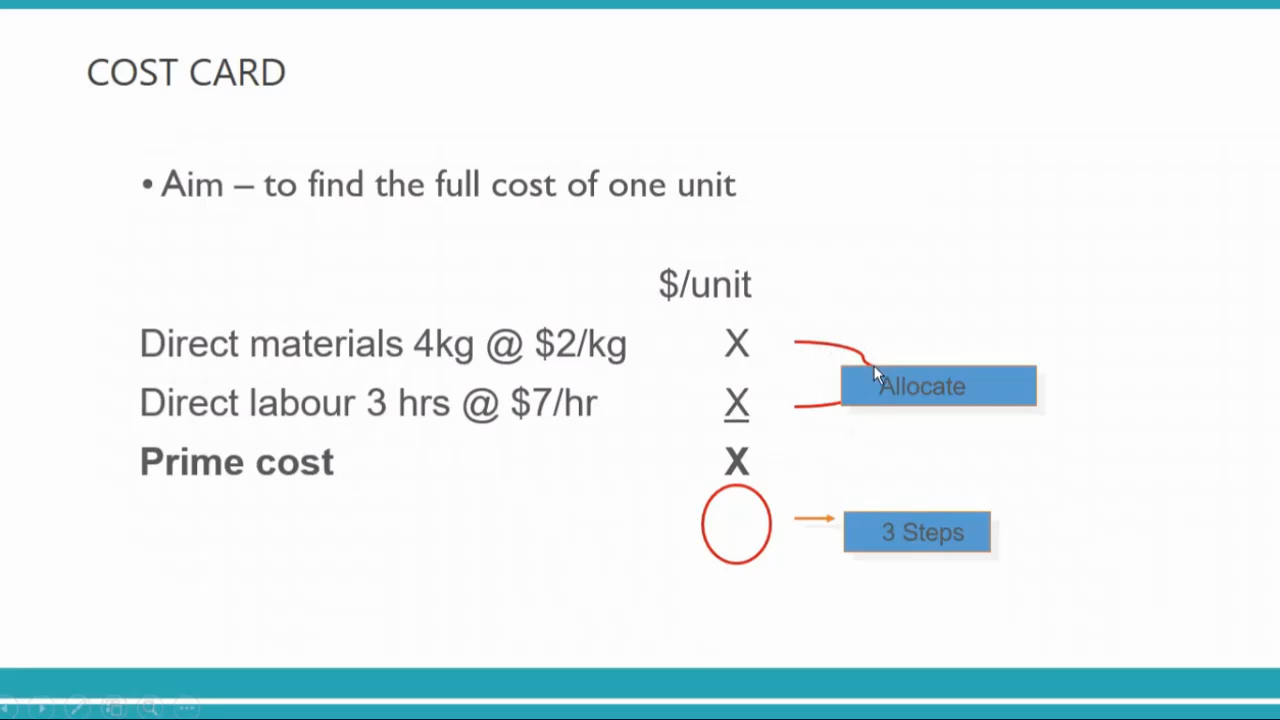 COST CARD
• Aim – to find the full cost of one unit
$/unit
Direct materials 4kg @ $2/kg X
Allocate
Direct labour 3 hrs @ $7/hr X
Prime cost X
3 Steps